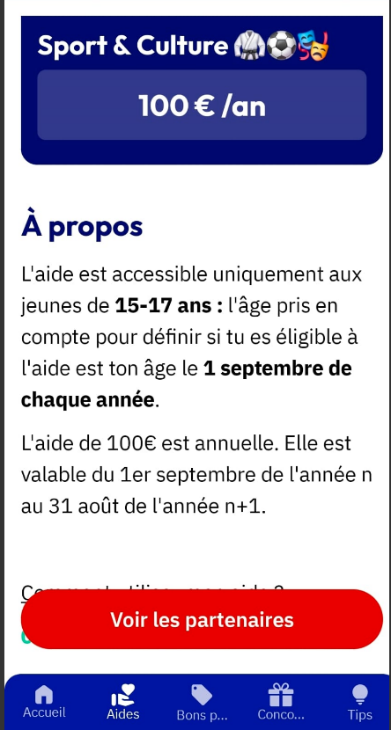 Sport & Culture 🥋⚽🎭
100 € /an
À propos
L'aide est accessible uniquement aux
jeunes de 15-17 ans : l'âge pris en
compte pour définir si tu es éligible à
l'aide est ton âge le 1 septembre de
chaque année.
L'aide de 100€ est annuelle. Elle est
valable du 1er septembre de l'année n
au 31 août de l'année n+1.
Voir les partenaires
Accueil
Aides
Bons p...
Conco...
Tips